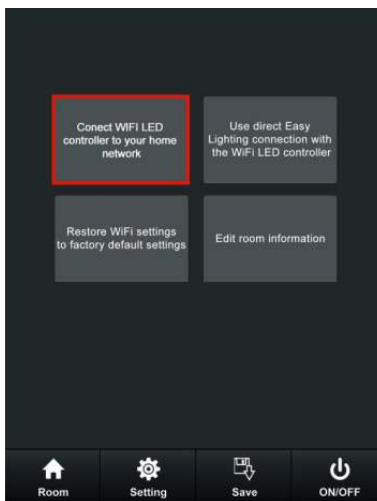 Conect WIFI LED
controller to your home
network
Use direct Easy
Lighting connection with
the WiFi LED controller
Restore WiFi settings
to factory default settings
Edit room information
Room
Setting
Save
ON/OFF